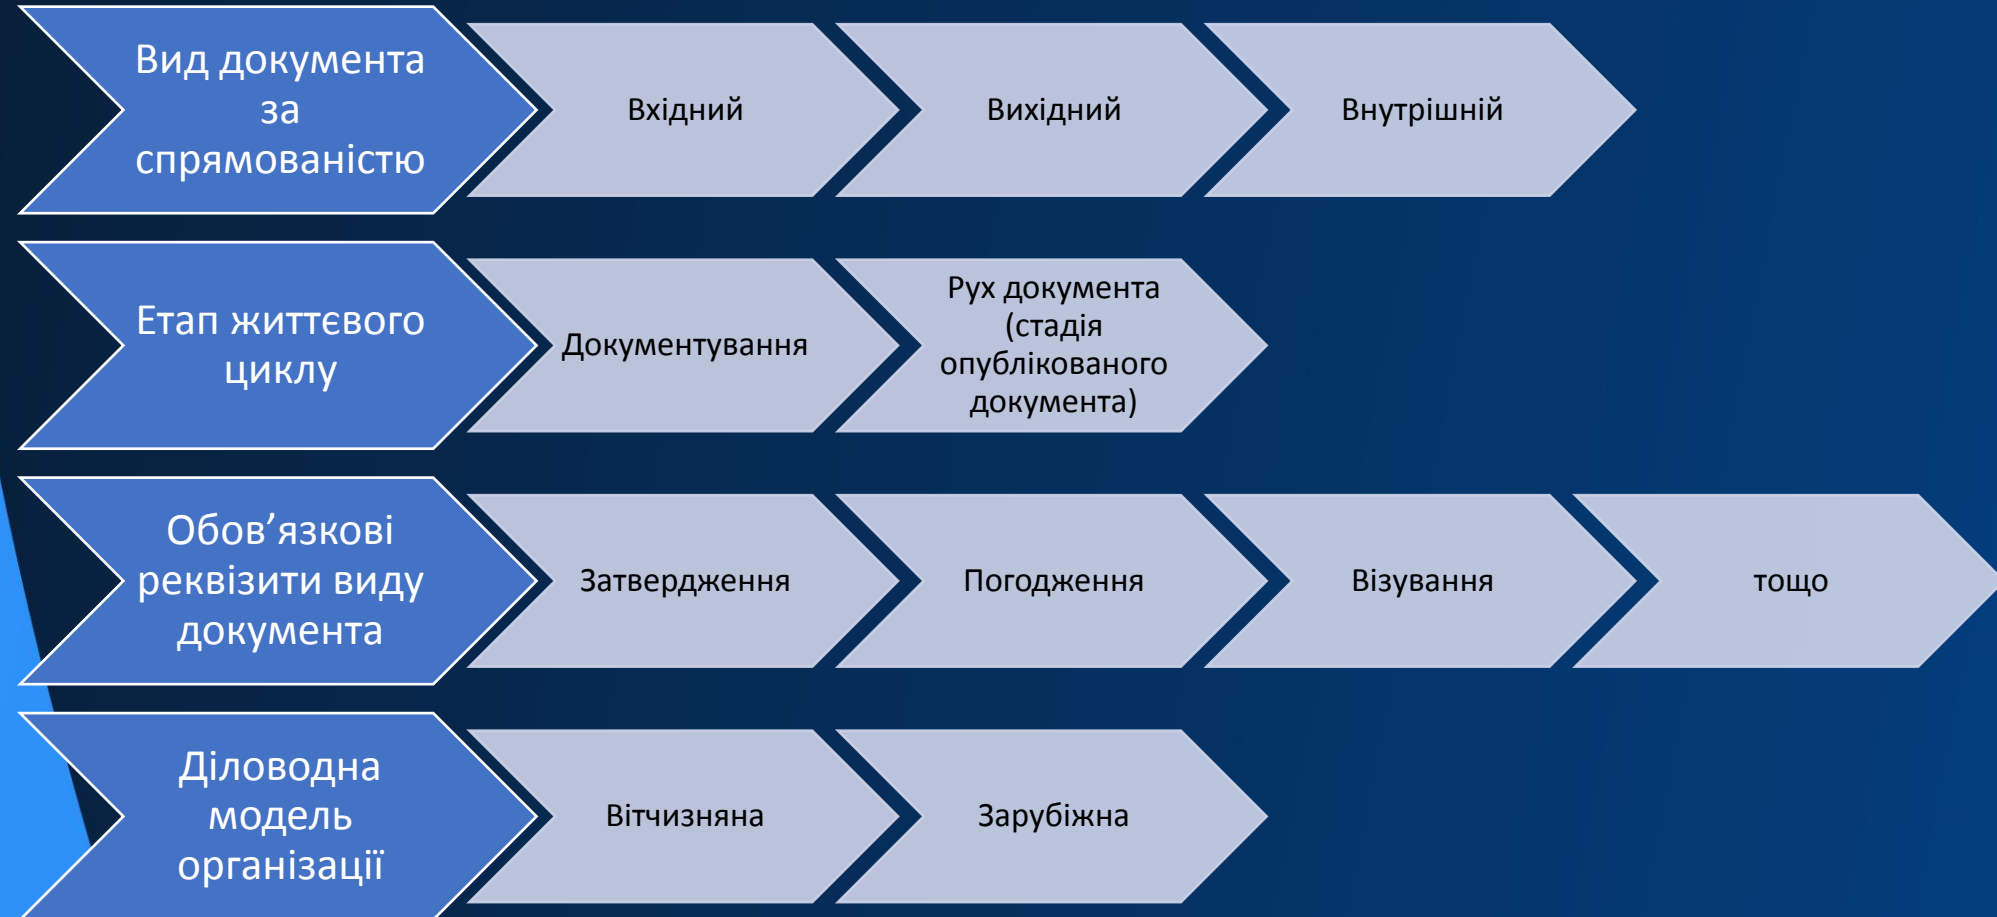 Вид документа
за
спрямованістю
Вхідний
Вихідний
Внутрішній
Етап життєвого
циклу
Документування
Рух документа
(стадія
опублікованого
документа)
Обов’язкові
реквізити виду
документа
Затвердження
Погодження
Візування
тощо
Діловодна
модель
організації
Вітчизняна
Зарубіжна